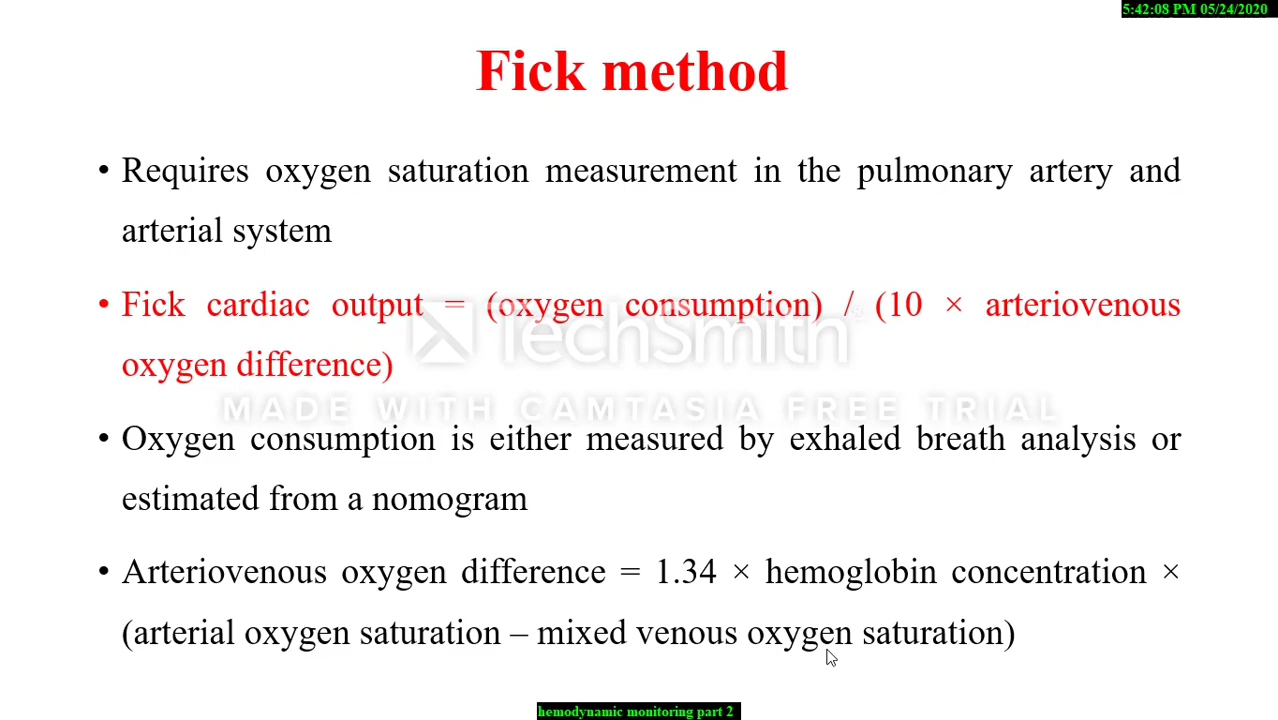 5:42:08 PM 05/24/2020
Fick method
• Requires oxygen saturation measurement in the pulmonary artery and
arterial system
• Fick cardiac output = (oxygen consumption) / (10 × arteriovenous
oxygen difference)
TechSmith
MADE WITH CAMTASIA FREE TRIAL
• Oxygen consumption is either measured by exhaled breath analysis or
estimated from a nomogram
• Arteriovenous oxygen difference = 1.34 × hemoglobin concentration ×
(arterial oxygen saturation – mixed venous oxygen saturation)
hemodynamic monitoring part 2